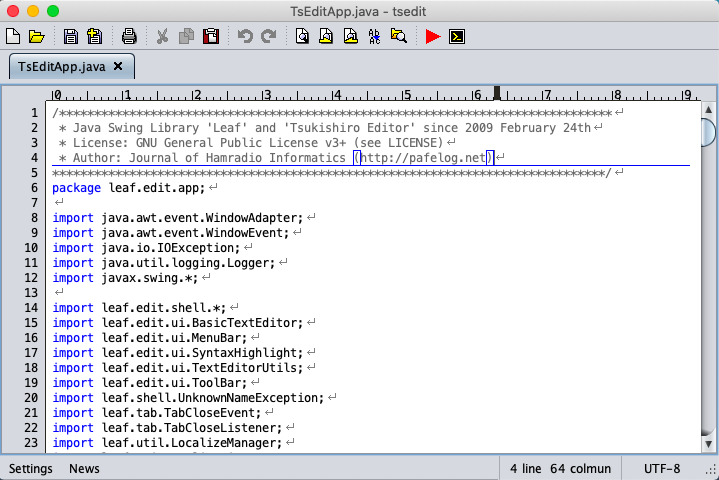 TsEditApp.java - tsedit
TsEditApp.java ×
0 1 2 3 4 5 6 7 8 9
1 /******************************************************************************
2 * Java Swing Library 'Leaf' and 'Tsukishiro Editor' since 2009 February 24th
3 * License: GNU General Public License v3+ (see LICENSE)
4 * Author: Journal of Hamradio Informatics (http://pafelog.net)
5 ******************************************************************************/
6 package leaf.edit.app;
7
8 import java.awt.event.WindowAdapter;
9 import java.awt.event.WindowEvent;
10 import java.io.IOException;
11 import java.util.logging.Logger;
12 import javax.swing.*;
13
14 import leaf.edit.shell.*;
15 import leaf.edit.ui.BasicTextEditor;
16 import leaf.edit.ui.MenuBar;
17 import leaf.edit.ui.SyntaxHighlight;
18 import leaf.edit.ui.TextEditorUtils;
19 import leaf.edit.ui.ToolBar;
20 import leaf.shell.UnknownNameException;
21 import leaf.tab.TabCloseEvent;
22 import leaf.tab.TabCloseListener;
23 import leaf.util.LocalizeManager;
Settings News 4 line 64 colmun UTF-8